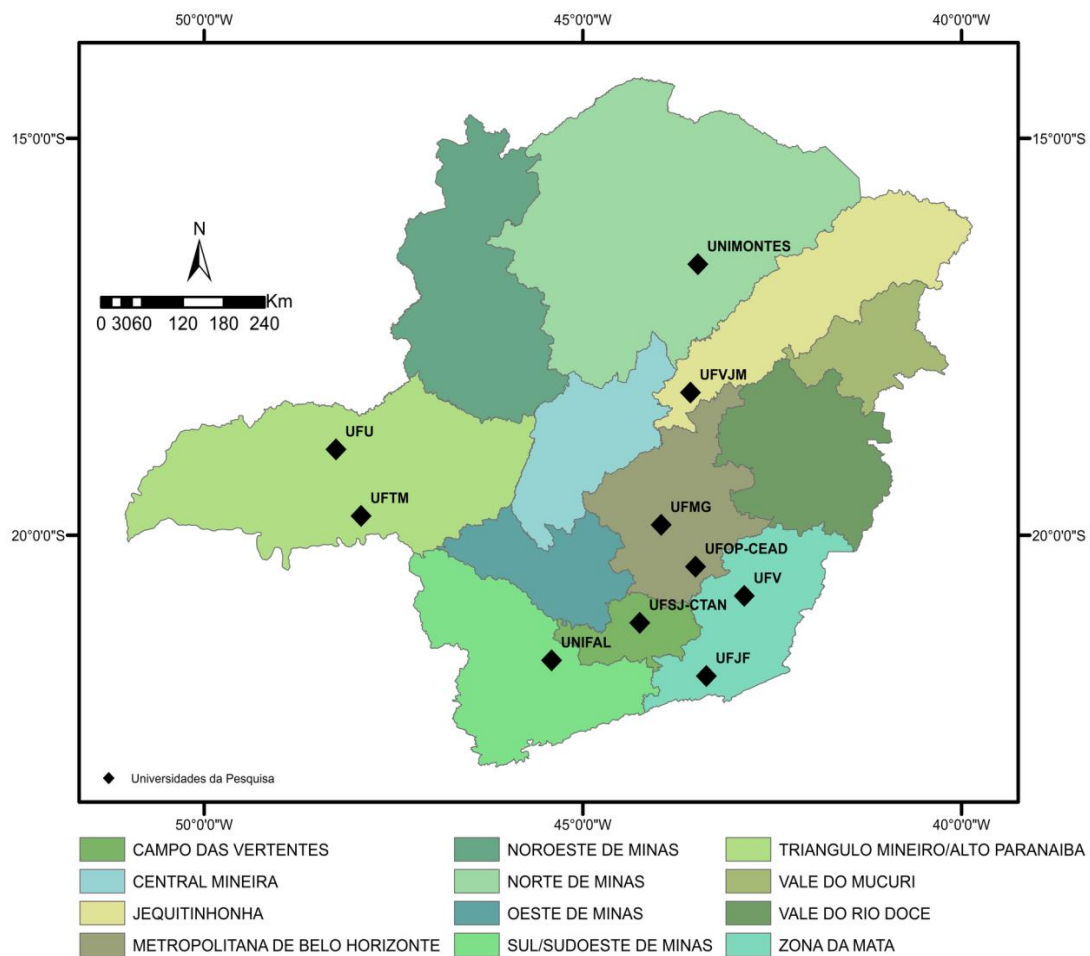 50°0'0"W 45°0'0"W 40°0'0"W
15°0'0"S 15°0'0"S
N
UNIMONTES
Km
0 3060 120 180 240
UFVJM
UFU
UFTM
UFMG
20°0'0"S 20°0'0"S
UFOP-CEAD
UFV
UFSJ-CTAN
UNIFAL
UFJF
Universidades da Pesquisa
50°0'0"W 45°0'0"W 40°0'0"W
CAMPO DAS VERTENTES NOROESTE DE MINAS TRIANGULO MINEIRO/ALTO PARANAIBA
CENTRAL MINEIRA NORTE DE MINAS VALE DO MUCURI
JEQUITINHONHA OESTE DE MINAS VALE DO RIO DOCE
METROPOLITANA DE BELO HORIZONTE SUL/SUDOESTE DE MINAS ZONA DA MATA